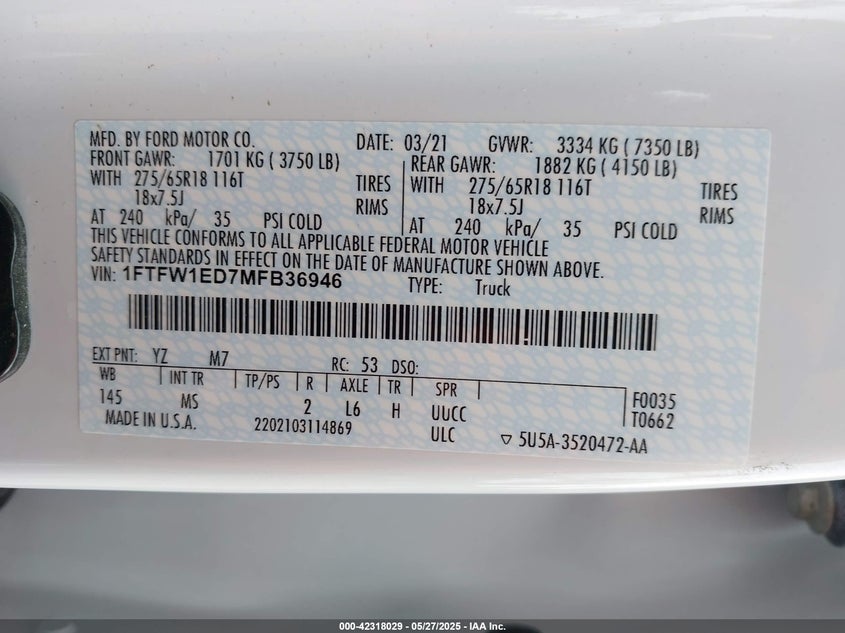 MFD. BY FORD MOTOR CO. DATE: 03/21 GVWR: 3334 KG ( 7350 LB)
FRONT GAWR: 1701 KG ( 3750 LB) REAR GAWR: 1882 KG ( 4150 LB)
WITH 275/65R18 116T TIRES WITH 275/65R18 116T TIRES
18x7.5J RIMS 18x7.5J RIMS
AT 240 kPa/ 35 PSI COLD AT 240 kPa/ 35 PSI COLD
THIS VEHICLE CONFORMS TO ALL APPLICABLE FEDERAL MOTOR VEHICLE
SAFETY STANDARDS IN EFFECT ON THE DATE OF MANUFACTURE SHOWN ABOVE.
VIN: 1FTFW1ED7MFB36946 TYPE: Truck
EXT PNT: YZ M7 RC: 53 DSO:
WB INT TR TP/PS R AXLE TR SPR F0035
145 MS 2 L6 H UUCC T0662
MADE IN U.S.A. 2202103114869 ULC ▽ 5U5A-3520472-AA
000-42318029 — 05/27/2025 — IAA Inc.